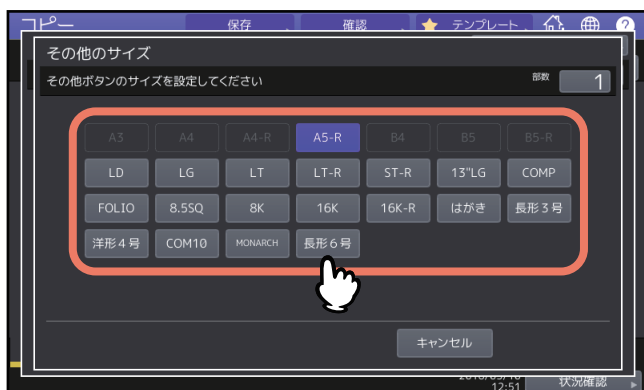 コピー 保存 確認 テンプレート ?
その他のサイズ
その他ボタンのサイズを設定してください 部数 1
A3 A4 A4-R A5-R B4 B5 B5-R
LD LG LT LT-R ST-R 13"LG COMP
FOLIO 8.5SQ 8K 16K 16K-R はがき 長形3号
洋形4号 COM10 MONARCH 長形6号
キャンセル
12:51 状況確認